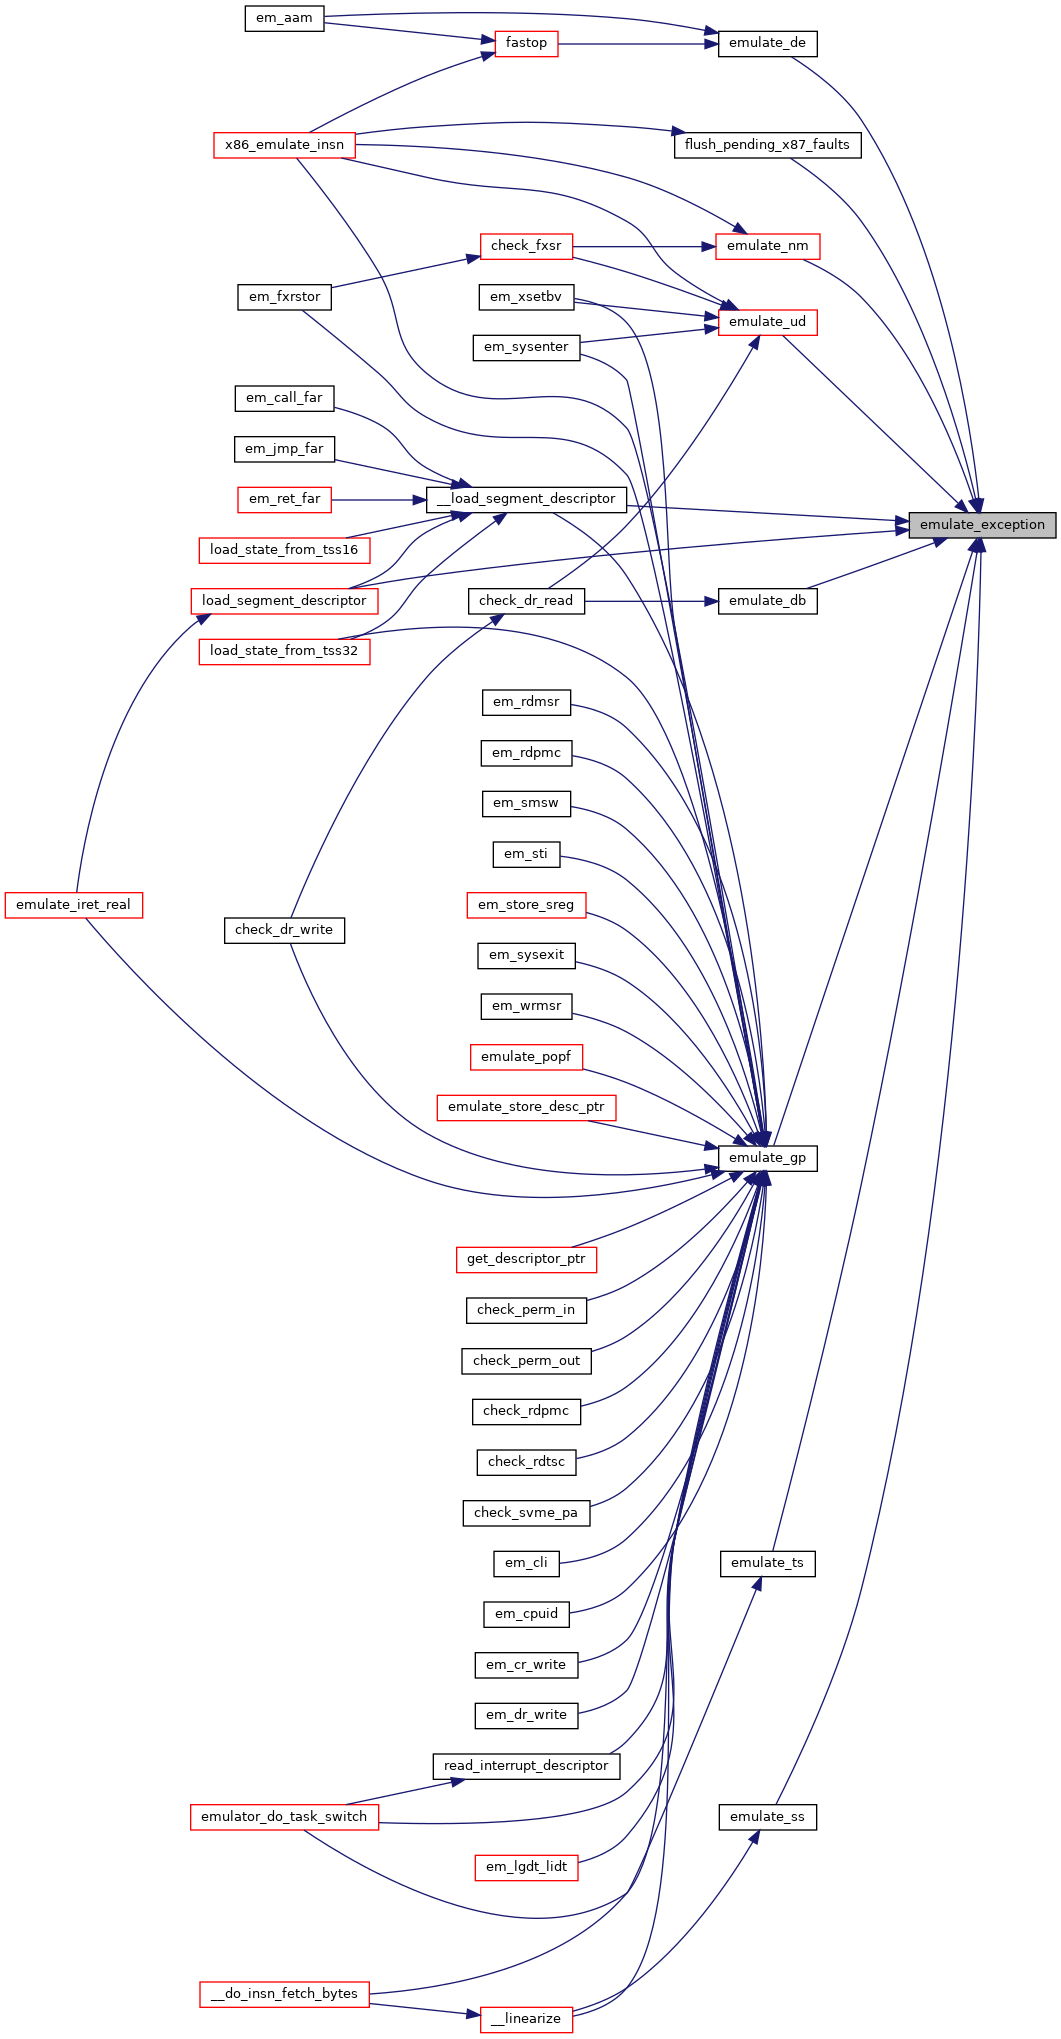 em_aam
fastop
emulate_de
x86_emulate_insn
flush_pending_x87_faults
check_fxsr
emulate_nm
em_fxrstor
em_xsetbv
emulate_ud
em_sysenter
em_call_far
em_jmp_far
em_ret_far
__load_segment_descriptor
emulate_exception
load_state_from_tss16
load_segment_descriptor
check_dr_read
emulate_db
load_state_from_tss32
em_rdmsr
em_rdpmc
em_smsw
em_sti
emulate_iret_real
em_store_sreg
check_dr_write
em_sysexit
em_wrmsr
emulate_popf
emulate_store_desc_ptr
emulate_gp
get_descriptor_ptr
check_perm_in
check_perm_out
check_rdpmc
check_rdtsc
check_svme_pa
em_cli
emulate_ts
em_cpuid
em_cr_write
em_dr_write
read_interrupt_descriptor
emulator_do_task_switch
emulate_ss
em_lgdt_lidt
__do_insn_fetch_bytes
__linearize